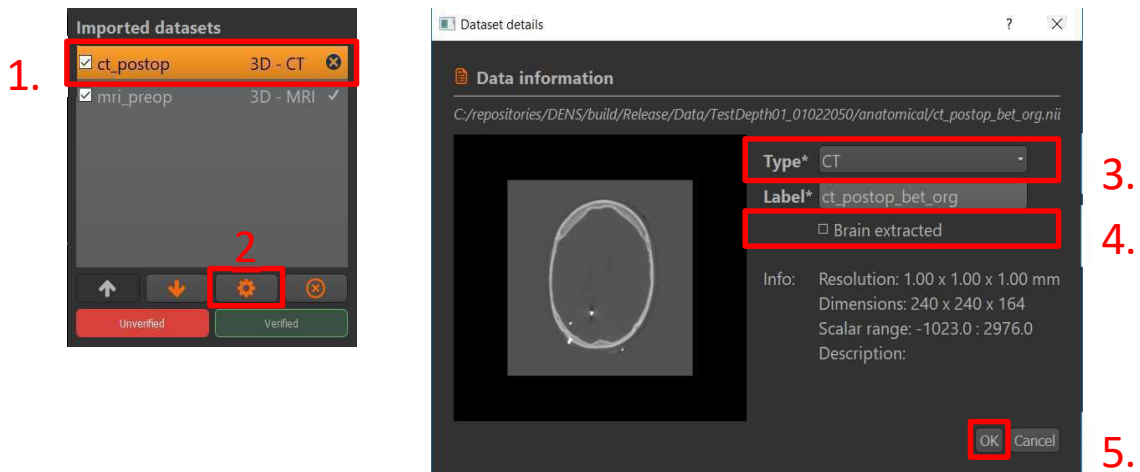 Imported datasets
1.
ct_postop 3D - CT
mri_preop 3D - MRI
2
Unverified Verified
Dataset details ?
Data information
C:/repositories/DENS/build/Release/Data/TestDepth01_01022050/anatomical/ct_postop_bet_org.nii
Type* CT
3.
Label* ct_postop_bet_org
Brain extracted
4.
Info: Resolution: 1.00 x 1.00 x 1.00 mm
Dimensions: 240 x 240 x 164
Scalar range: -1023.0 : 2976.0
Description:
OK Cancel
5.